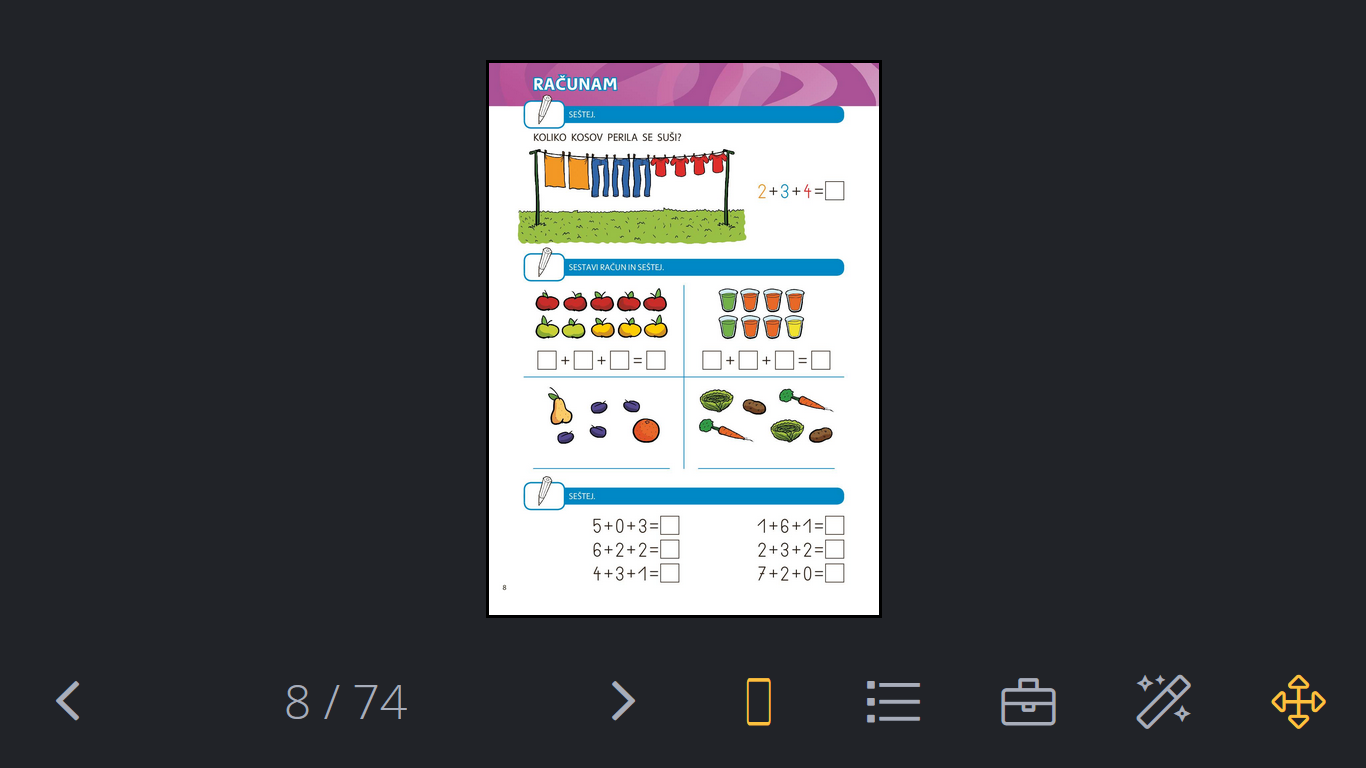 RAČUNAM
SEŠTEJ.
KOLIKO KOSOV PERILA SE SUŠI?
2+3+4=
SESTAVI RAČUN IN SEŠTEJ.
+ + =
+ + =
SEŠTEJ.
5+0+3=
6+2+2=
4+3+1=
1+6+1=
2+3+2=
7+2+0=
8
8 / 74